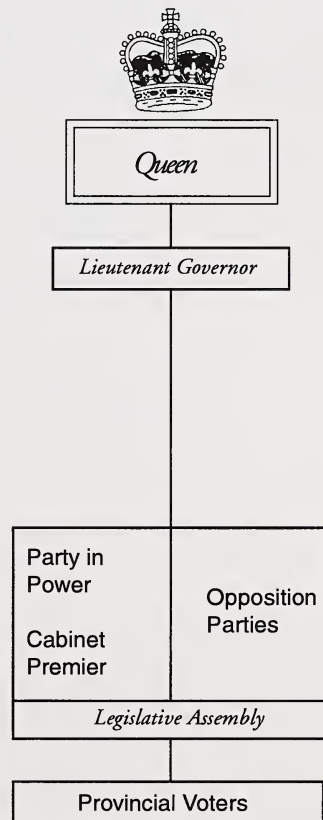 Queen
Lieutenant Governor
Party in
Power
Cabinet
Premier
Opposition
Parties
Legislative Assembly
Provincial Voters